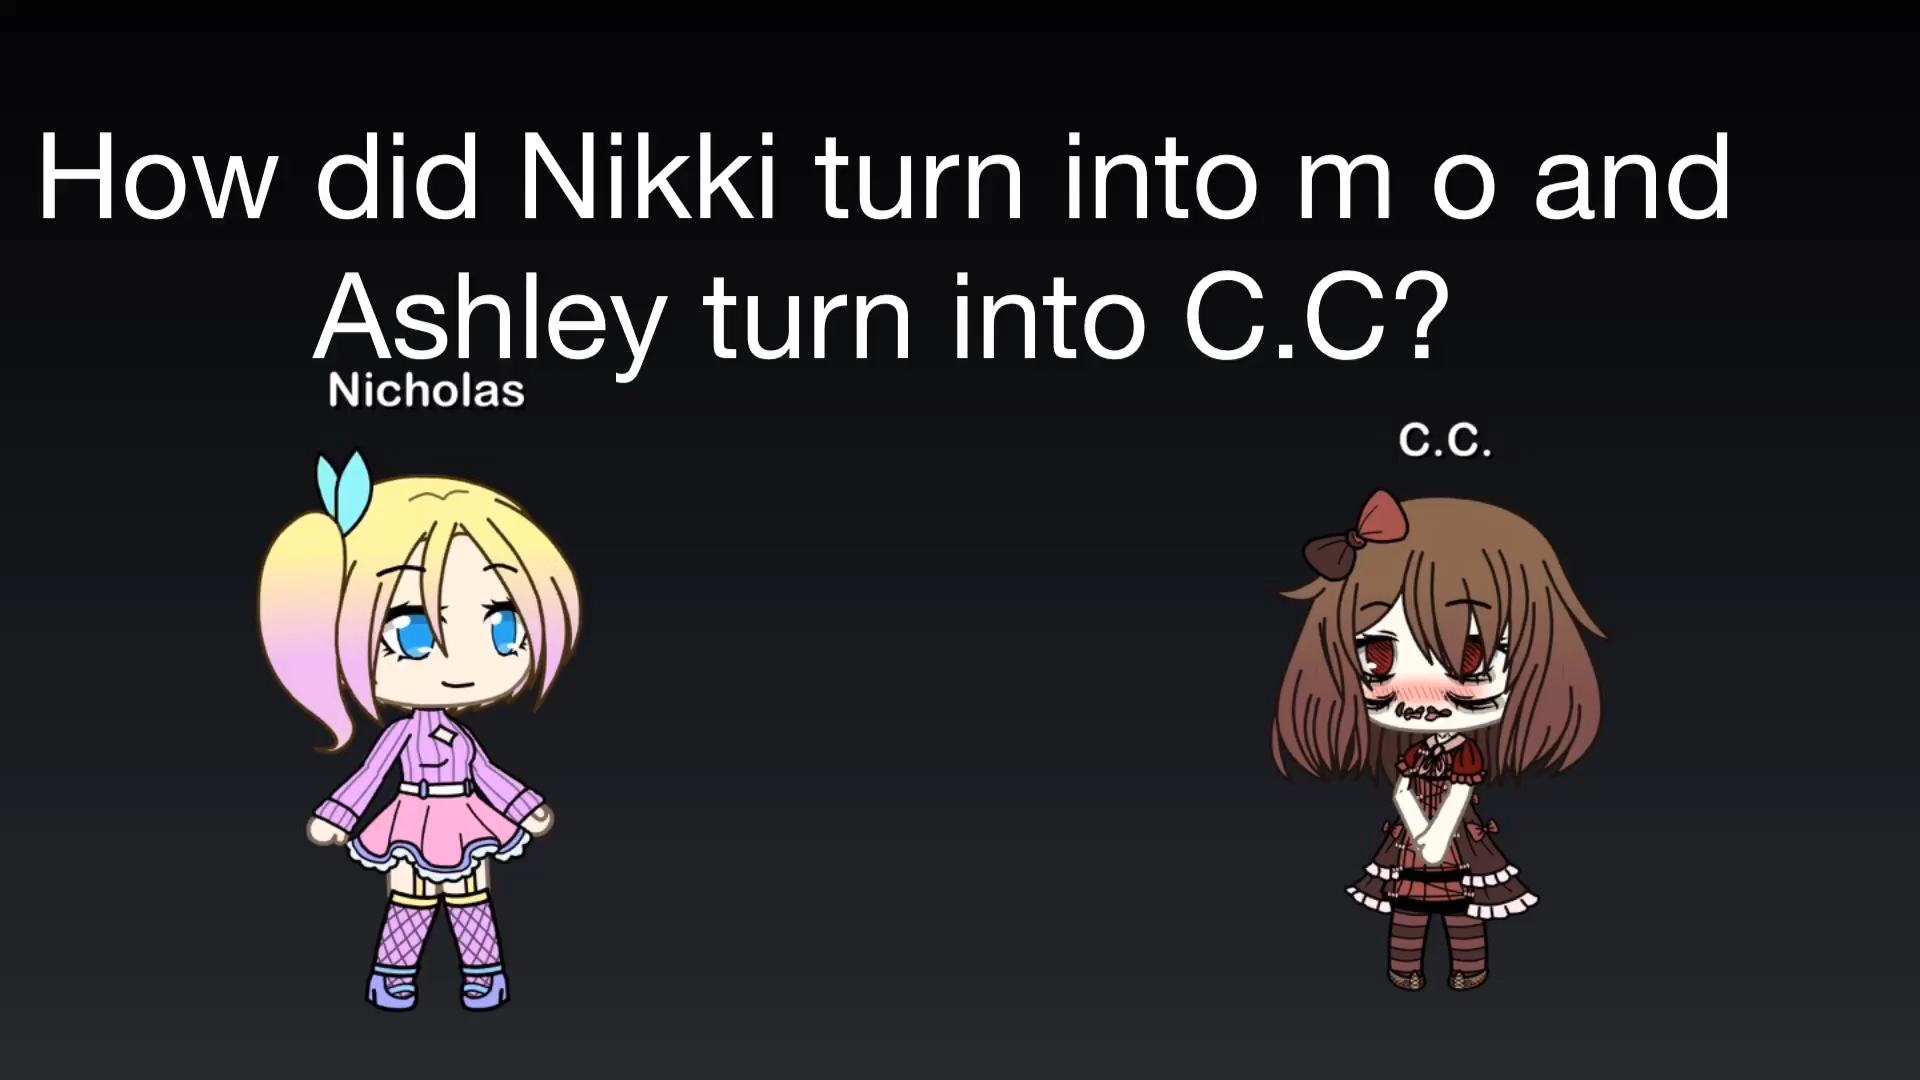 How did Nikki turn into m o and
Ashley turn into C.C?
Nicholas
C.C.